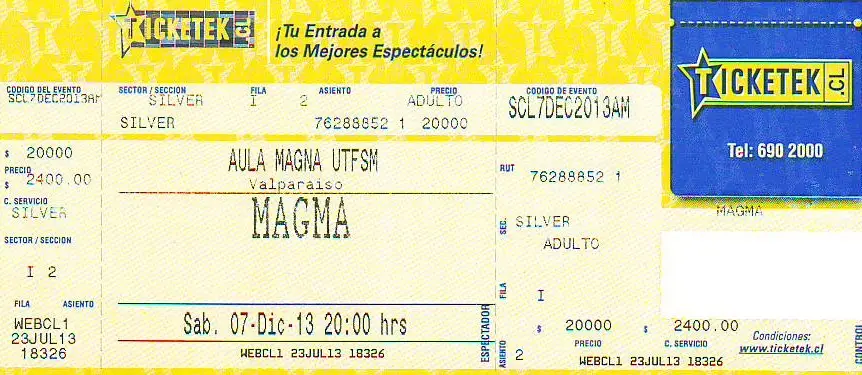 TICKETEK.CL
¡Tu Entrada a
los Mejores Espectáculos!
TICKETEK.CL
Tel: 690 2000
CODIGO DEL EVENTO
SCL7DEC2013AM
SECTOR / SECCION FILA ASIENTO PRECIO
SILVER I 2 ADULTO
SILVER 76288852 1 20000
CODIGO DE EVENTO
SCL7DEC2013AM
$ 20000
PRECIO
$ 2400.00
C. SERVICIO
SILVER
SECTOR / SECCION
I 2
FILA ASIENTO
WEBCL1
23JUL13
18326
AULA MAGNA UTFSM
Valparaiso
MAGMA
Sab. 07-Dic-13 20:00 hrs
WEBCL1 23JUL13 18326
ESPECTADOR
RUT 76288852 1
SEC. SILVER
ADULTO
FILA I
ASIENTO 2
$ 20000 $ 2400.00
PRECIO C. SERVICIO
WEBCL1 23JUL13 18326
MAGMA
Condiciones:
www.ticketek.cl
CONTROL